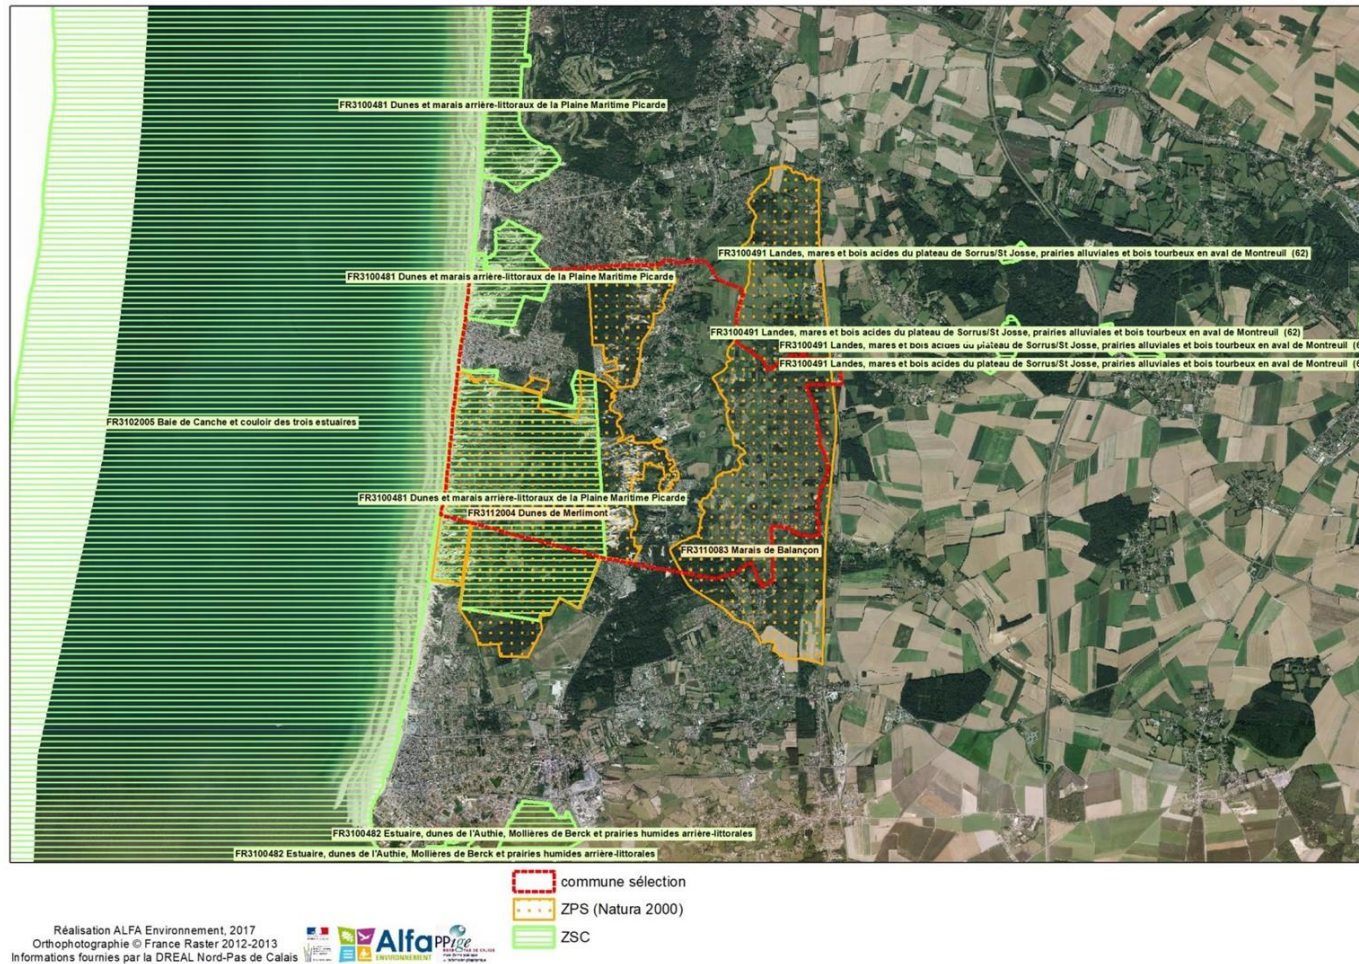 FR3100481 Dunes et marais arrière-littoraux de la Plaine Maritime Picarde
FR3100491 Landes, mares et bois acides du plateau de Sorrus/St Josse, prairies alluviales et bois tourbeux en aval de Montreuil (62)
FR3100481 Dunes et marais arrière-littoraux de la Plaine Maritime Picarde
FR3100491 Landes, mares et bois acides du plateau de Sorrus/St Josse, prairies alluviales et bois tourbeux en aval de Montreuil (62)
FR3100491 Landes, mares et bois acides du plateau de Sorrus/St Josse, prairies alluviales et bois tourbeux en aval de Montreuil (6
FR3100491 Landes, mares et bois acides du plateau de Sorrus/St Josse, prairies alluviales et bois tourbeux en aval de Montreuil (6
FR3102005 Baie de Canche et couloir des trois estuaires
FR3100481 Dunes et marais arrière-littoraux de la Plaine Maritime Picarde
FR3112004 Dunes de Merlimont
FR3110083 Marais de Balançon
FR3100482 Estuaire, dunes de l'Authie, Mollières de Berck et prairies humides arrière-littorales
FR3100482 Estuaire, dunes de l'Authie, Mollières de Berck et prairies humides arrière-littorales
commune sélection
ZPS (Natura 2000)
ZSC
Réalisation ALFA Environnement, 2017
Orthophotographie © France Raster 2012-2013
Informations fournies par la DREAL Nord-Pas de Calais
Alfa
ENVIRONNEMENT
PPige